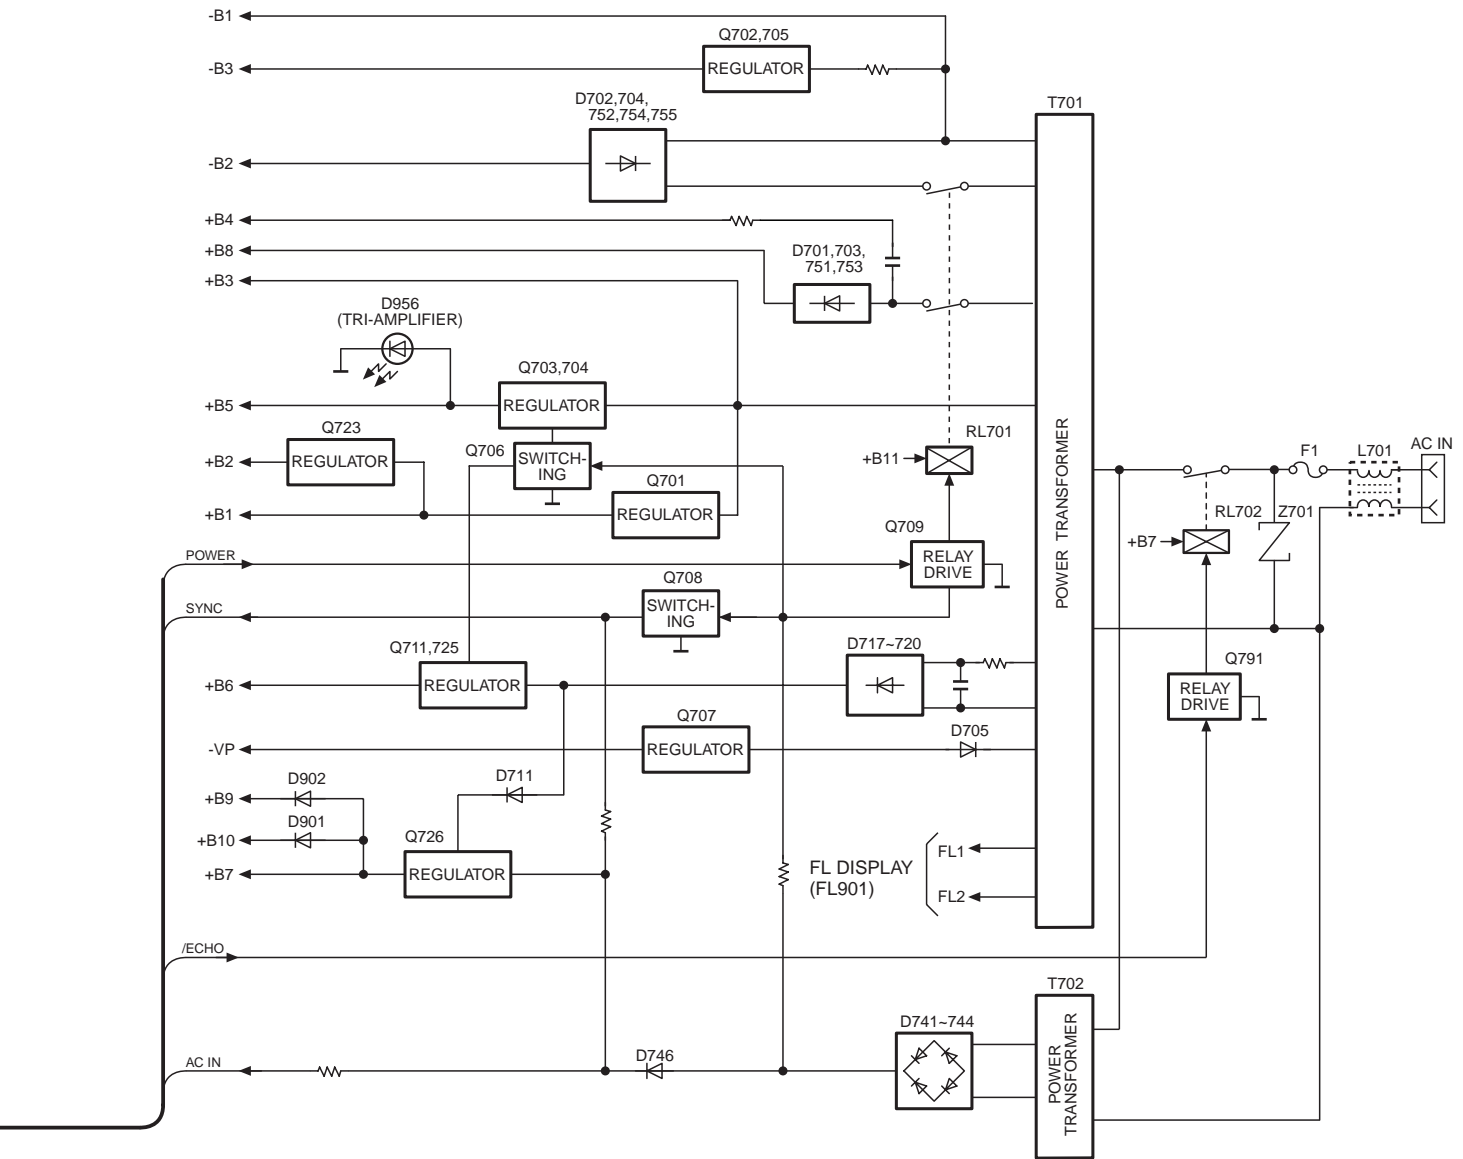 -B1
Q702,705
-B3
REGULATOR
D702,704,
752,754,755
T701
-B2
+B4
+B8
D701,703,
751,753
+B3
D956
(TRI-AMPLIFIER)
Q703,704
+B5
REGULATOR
Q723
Q706
RL701
F1
L701
AC IN
+B2
REGULATOR
SWITCH-
ING
+B11
POWER TRANSFORMER
Q701
+B1
REGULATOR
RL702
Z701
Q709
+B7
POWER
RELAY
DRIVE
Q708
SYNC
SWITCH-
ING
Q711,725
D717~720
Q791
+B6
REGULATOR
RELAY
DRIVE
Q707
D705
-VP
REGULATOR
D902
D711
+B9
D901
+B10
Q726
FL1
FL DISPLAY
(FL901)
+B7
REGULATOR
FL2
/ECHO
T702
D741~744
POWER
TRANSFORMER
D746
AC IN